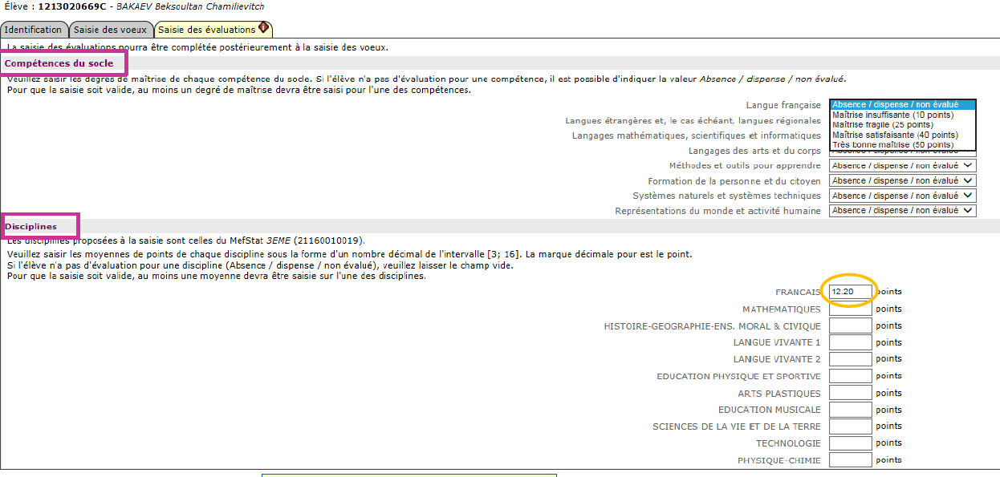 Élève : 1213020669C - BAKAEV Beksoultan Chamilievitch
Identification Saisie des voeux Saisie des évaluations
La saisie des évaluations pourra être complétée postérieurement à la saisie des voeux.
Compétences du socle
Veuillez saisir les degrés de maîtrise de chaque compétence du socle. Si l'élève n'a pas d'évaluation pour une compétence, il est possible d'indiquer la valeur Absence / dispense / non évalué.
Pour que la saisie soit valide, au moins un degré de maîtrise devra être saisi pour l'une des compétences.
Langue française Absence / dispense / non évalué
Maîtrise insuffisante (10 points)
Langues étrangères et, le cas échéant, langues régionales
Maîtrise fragile (25 points)
Langages mathématiques, scientifiques et informatiques Maîtrise satisfaisante (40 points)
Très bonne maîtrise (50 points)
Langages des arts et du corps Absence / dispense / non évalué
Méthodes et outils pour apprendre Absence / dispense / non évalué
Formation de la personne et du citoyen Absence / dispense / non évalué
Systèmes naturels et systèmes techniques Absence / dispense / non évalué
Représentations du monde et activité humaine Absence / dispense / non évalué
Disciplines
Les disciplines proposées à la saisie sont celles du MefStat 3EME (21160010019).
Veuillez saisir les moyennes de points de chaque discipline sous la forme d'un nombre décimal de l'intervalle [3; 16]. La marque décimale pour est le point.
Si l'élève n'a pas d'évaluation pour une discipline (Absence / dispense / non évalué), veuillez laisser le champ vide.
Pour que la saisie soit valide, au moins une moyenne devra être saisie sur l'une des disciplines.
FRANCAIS 12.20 points
MATHEMATIQUES points
HISTOIRE-GEOGRAPHIE-ENS. MORAL & CIVIQUE points
LANGUE VIVANTE 1 points
LANGUE VIVANTE 2 points
EDUCATION PHYSIQUE ET SPORTIVE points
ARTS PLASTIQUES points
EDUCATION MUSICALE points
SCIENCES DE LA VIE ET DE LA TERRE points
TECHNOLOGIE points
PHYSIQUE-CHIMIE points